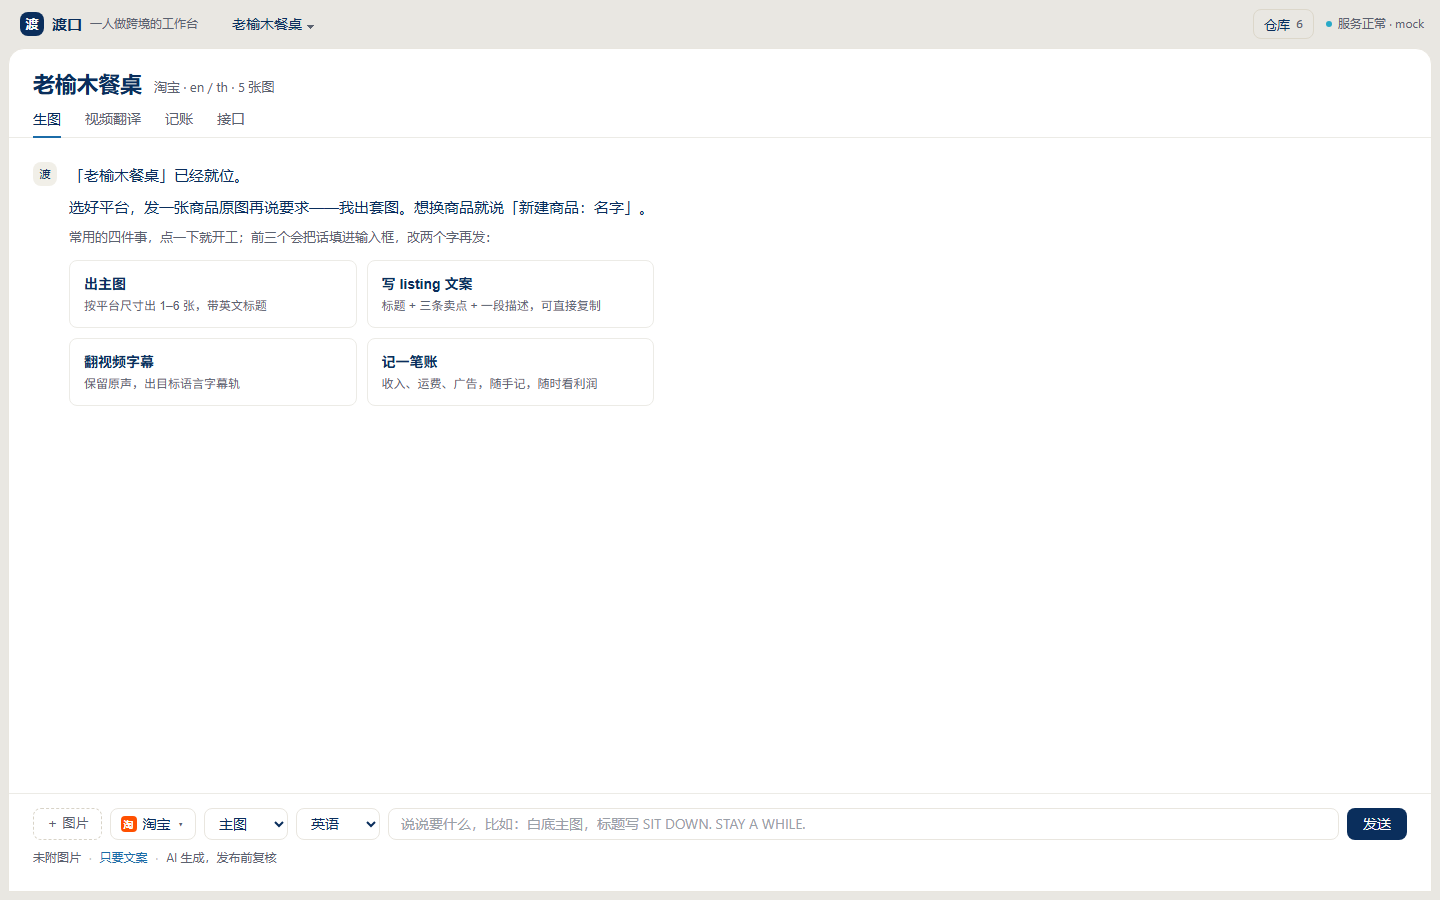 渡 渡口 一人做跨境的工作台 老榆木餐桌 仓库 6 服务正常 · mock
老榆木餐桌 淘宝 · en / th · 5 张图
生图 视频翻译 记账 接口
渡 「老榆木餐桌」已经就位。
选好平台，发一张商品原图再说要求——我出套图。想换商品就说「新建商品：名字」。
常用的四件事，点一下就开工；前三个会把话填进输入框，改两个字再发：
出主图
按平台尺寸出 1–6 张，带英文标题
写 listing 文案
标题 + 三条卖点 + 一段描述，可直接复制
翻视频字幕
保留原声，出目标语言字幕轨
记一笔账
收入、运费、广告，随手记，随时看利润
+ 图片 淘 淘宝 主图 英语 说说要什么，比如：白底主图，标题写 SIT DOWN. STAY A WHILE. 发送
未附图片 · 只要文案 · AI 生成，发布前复核